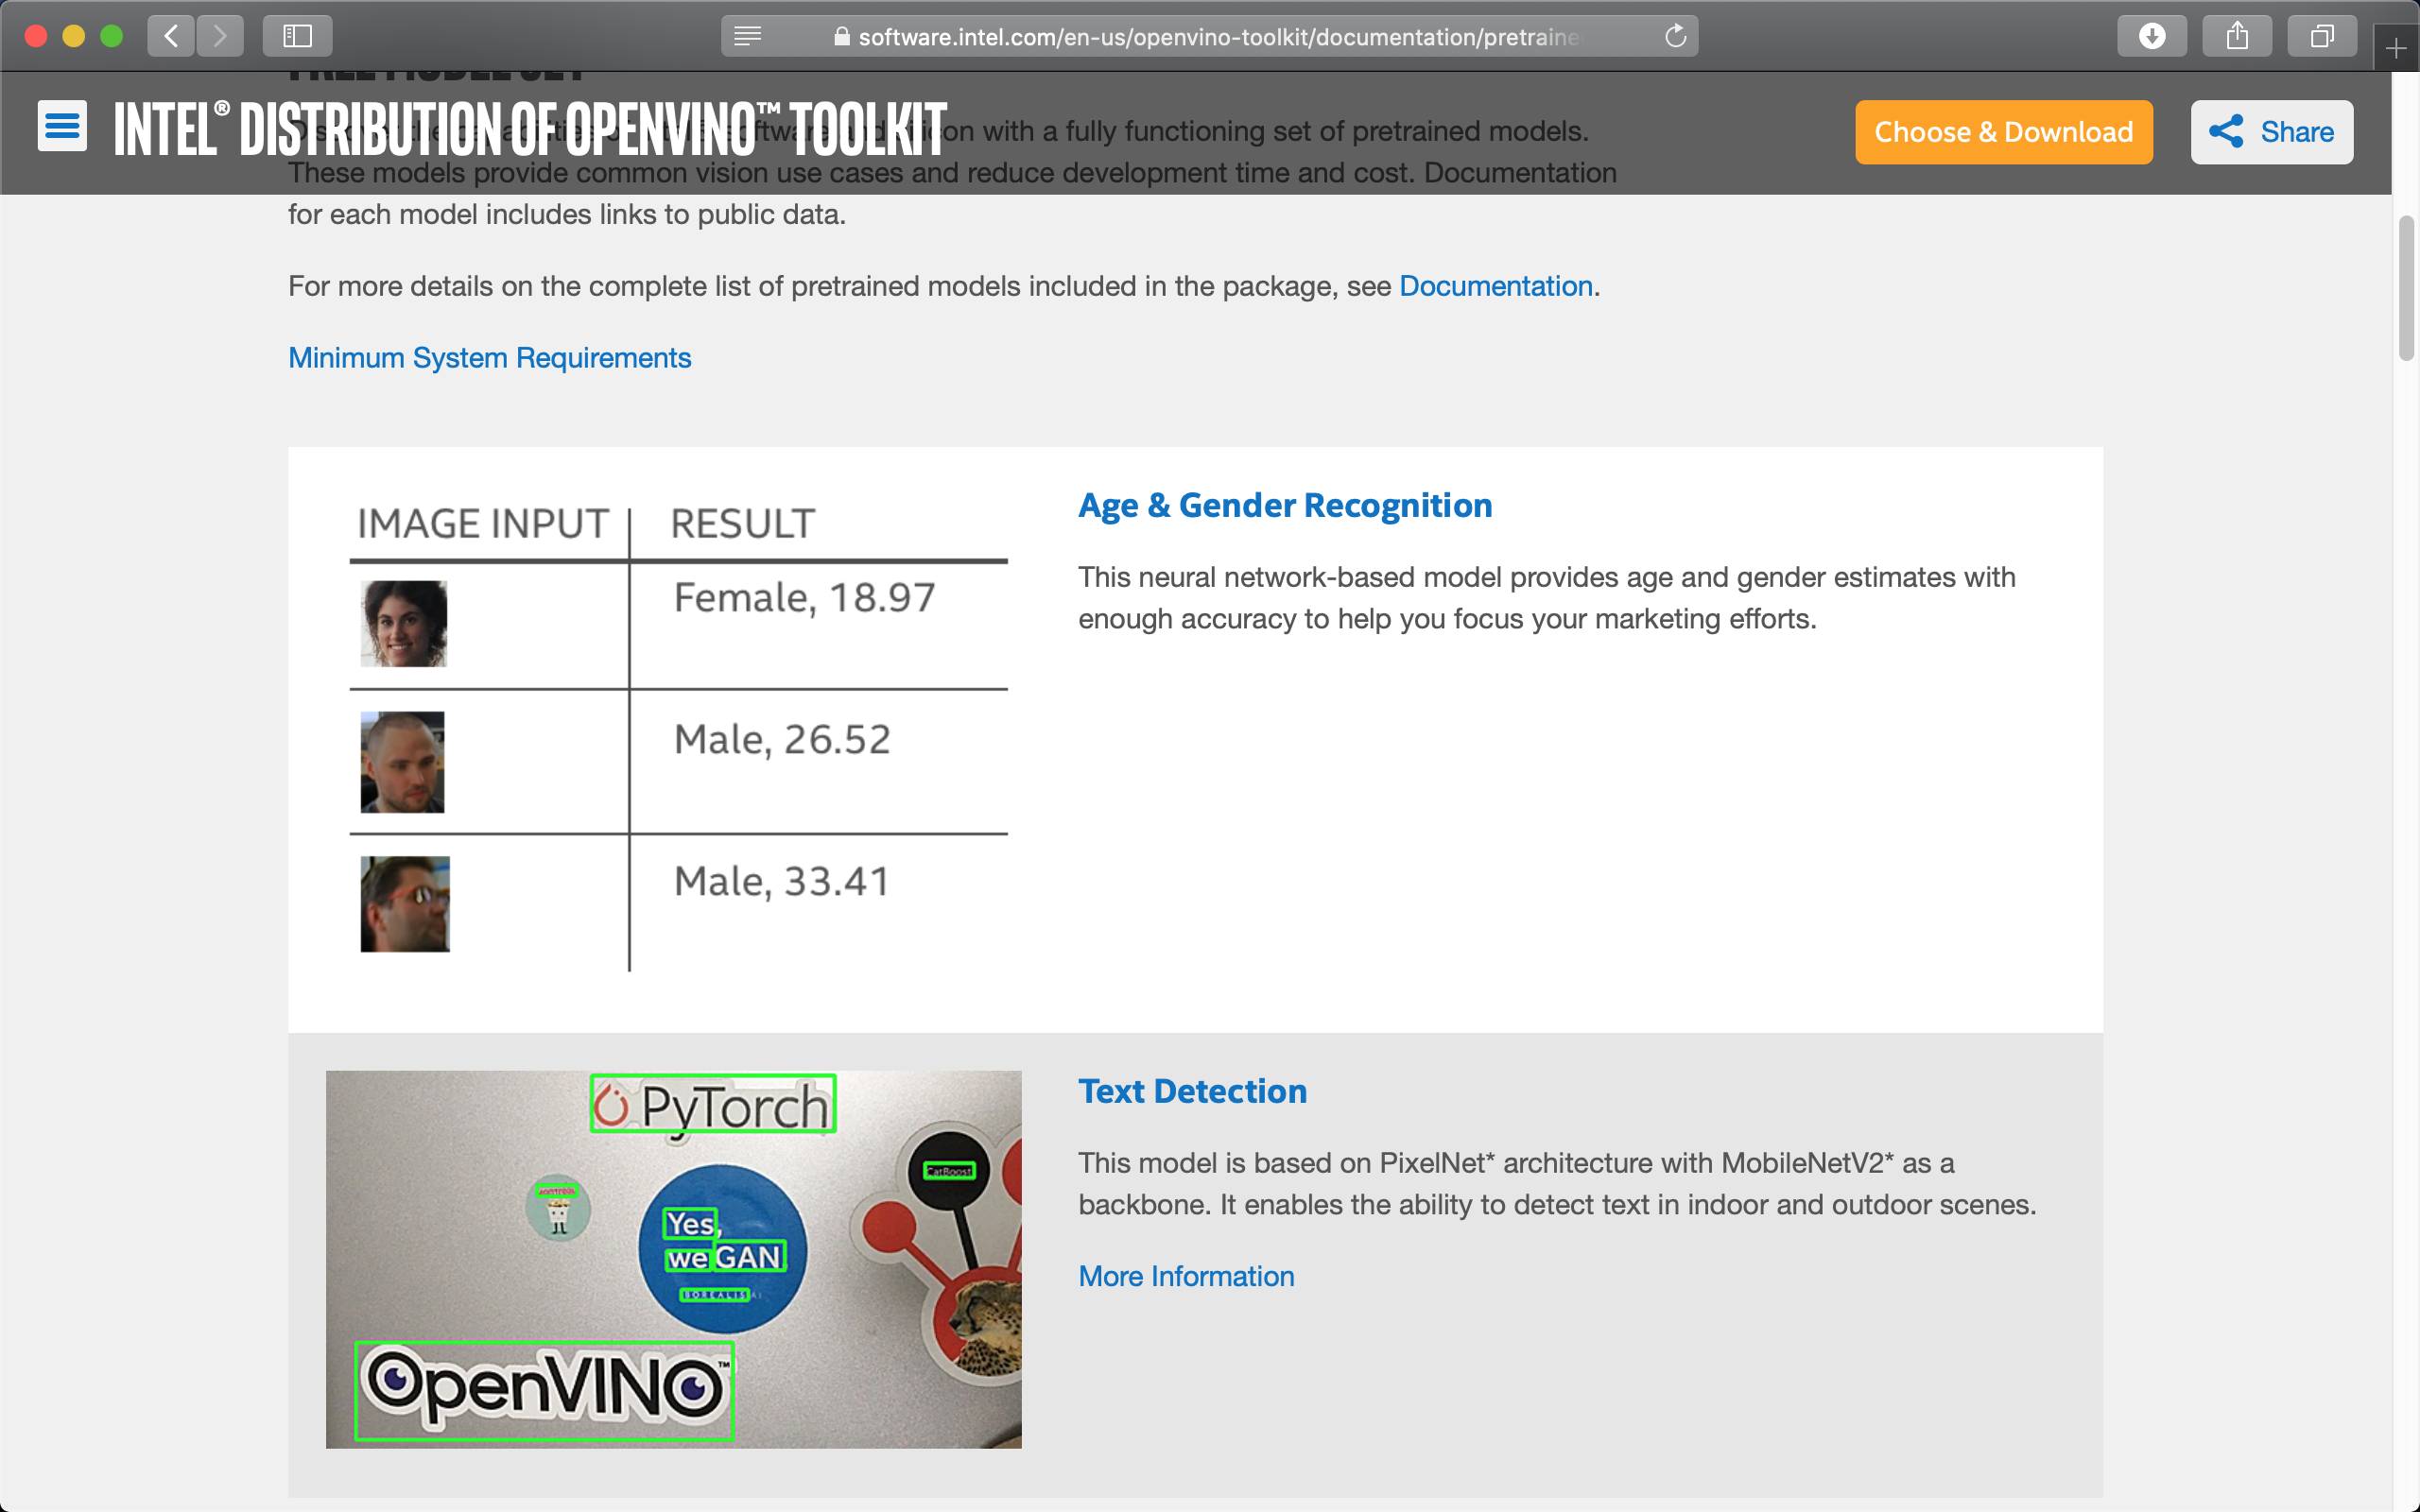 software.intel.com/en-us/openvino-toolkit/documentation/pretraine
FREE MODEL SET
INTEL® DISTRIBUTION OF OPENVINO™ TOOLKIT
Choose & Download
Share
with a fully functioning set of pretrained models.
These models provide common vision use cases and reduce development time and cost. Documentation
for each model includes links to public data.
For more details on the complete list of pretrained models included in the package, see Documentation.
Minimum System Requirements
IMAGE INPUT RESULT
Female, 18.97
Male, 26.52
Male, 33.41
Age & Gender Recognition
This neural network-based model provides age and gender estimates with
enough accuracy to help you focus your marketing efforts.
PyTorch
CatBoost
Yes,
we GAN
BOREALIS AI
OpenVINO™
Text Detection
This model is based on PixelNet* architecture with MobileNetV2* as a
backbone. It enables the ability to detect text in indoor and outdoor scenes.
More Information